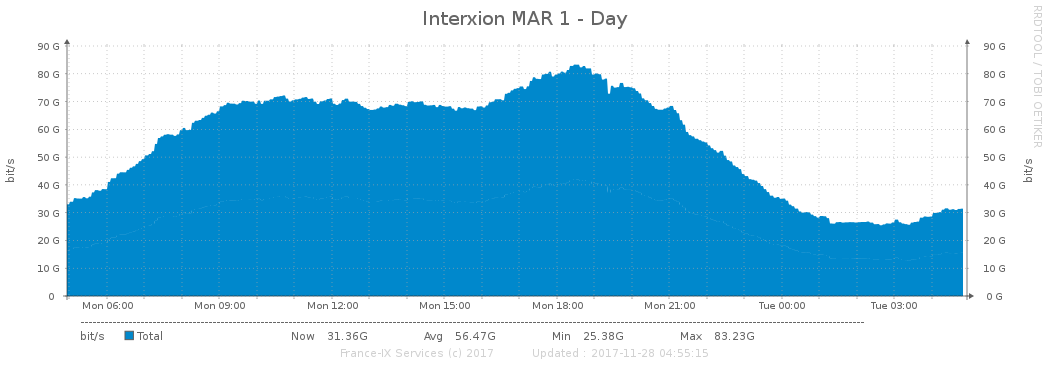 Interxion MAR 1 - Day
RRDTOOL / TOBI OETIKER
90 G 90 G
80 G 80 G
70 G 70 G
60 G 60 G
50 G 50 G
40 G 40 G
30 G 30 G
20 G 20 G
10 G 10 G
0 0 G
bit/s bit/s
Mon 06:00 Mon 09:00 Mon 12:00 Mon 15:00 Mon 18:00 Mon 21:00 Tue 00:00 Tue 03:00
bit/s Total Now 31.36G Avg 56.47G Min 25.38G Max 83.23G
France-IX Services (c) 2017 Updated : 2017-11-28 04:55:15